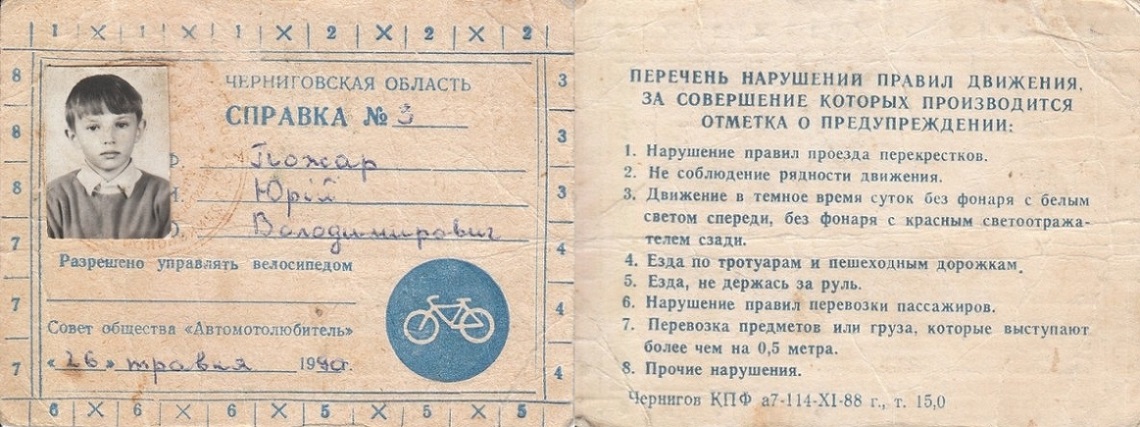 1 X 1 X 1 X 2 X 2 X 2
ЧЕРНИГОВСКАЯ ОБЛАСТЬ
СПРАВКА № 3
Ф. Пожар
И. Юрій
О. Володимирович
Разрешено управлять велосипедом
Совет общества «Автомотолюбитель»
«26» травня 1990г.
8
8
8
7
7
7
3
3
3
4
4
4
6 X 6 X 6 X 5 X 5 X 5
ПЕРЕЧЕНЬ НАРУШЕНИЙ ПРАВИЛ ДВИЖЕНИЯ,
ЗА СОВЕРШЕНИЕ КОТОРЫХ ПРОИЗВОДИТСЯ
ОТМЕТКА О ПРЕДУПРЕЖДЕНИИ:
1. Нарушение правил проезда перекрестков.
2. Не соблюдение рядности движения.
3. Движение в темное время суток без фонаря с белым
светом спереди, без фонаря с красным светоотража-
телем сзади.
4. Езда по тротуарам и пешеходным дорожкам.
5. Езда, не держась за руль.
6. Нарушение правил перевозки пассажиров.
7. Перевозка предметов или груза, которые выступают
более чем на 0,5 метра.
8. Прочие нарушения.
Чернигов КПФ а7-114-XI-88 г., т. 15,0